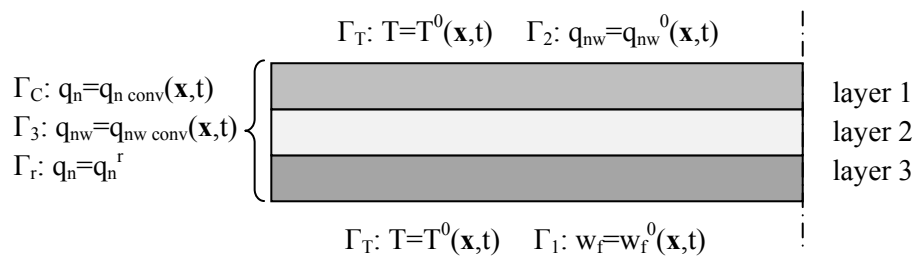 Γ_T: T=T^0(x,t) Γ_2: q_nw=q_nw^0(x,t)
Γ_C: q_n=q_n conv(x,t)
Γ_3: q_nw=q_nw conv(x,t)
Γ_r: q_n=q_n^r
layer 1
layer 2
layer 3
Γ_T: T=T^0(x,t) Γ_1: w_f=w_f^0(x,t)